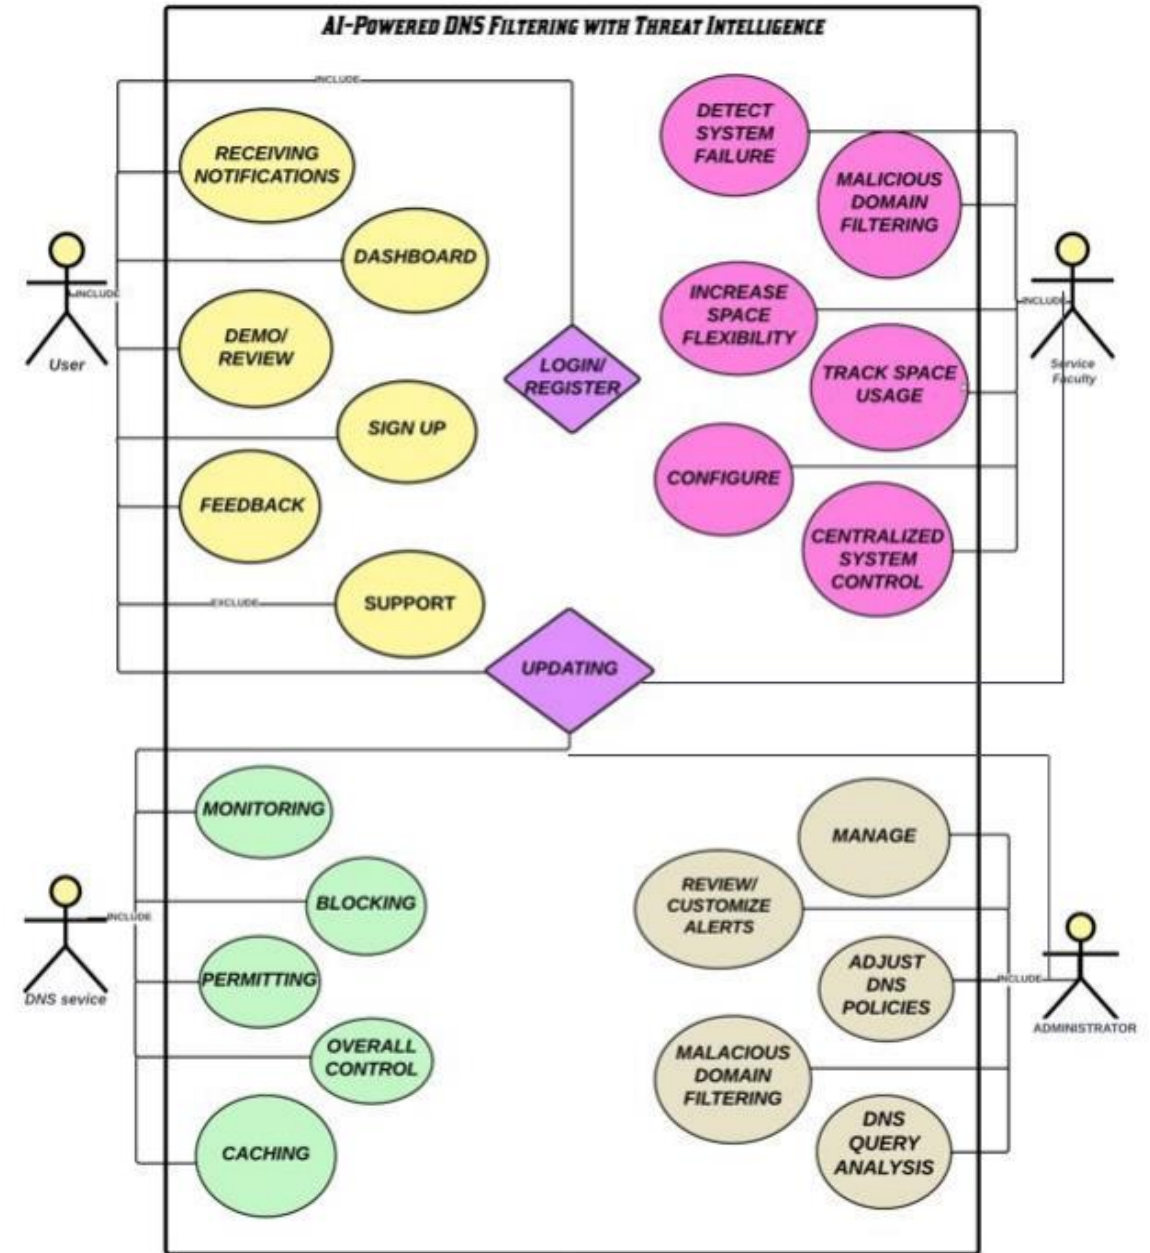 AI-POWERED DNS FILTERING WITH THREAT INTELLIGENCE
INCLUDE
RECEIVING
NOTIFICATIONS
DASHBOARD
INCLUDE
User
DEMO/
REVIEW
SIGN UP
FEEDBACK
EXCLUDE
SUPPORT
LOGIN/
REGISTER
DETECT
SYSTEM
FAILURE
MALICIOUS
DOMAIN
FILTERING
INCREASE
SPACE
FLEXIBILITY
INCLUDE
Service
Faculty
TRACK SPACE
USAGE
CONFIGURE
CENTRALIZED
SYSTEM
CONTROL
UPDATING
MONITORING
BLOCKING
INCLUDE
DNS sevice
PERMITTING
OVERALL
CONTROL
CACHING
MANAGE
REVIEW/
CUSTOMIZE
ALERTS
ADJUST
DNS
POLICIES
INCLUDE
ADMINISTRATOR
MALACIOUS
DOMAIN
FILTERING
DNS
QUERY
ANALYSIS